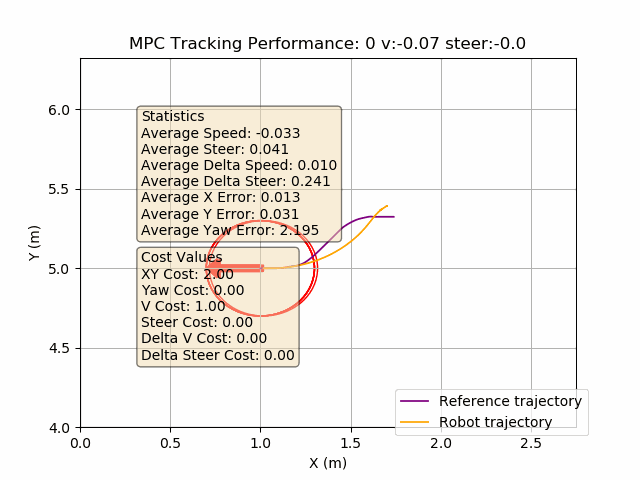 MPC Tracking Performance: 0 v:-0.07 steer:-0.0
Y (m)
6.0
5.5
5.0
4.5
4.0
Statistics
Average Speed: -0.033
Average Steer: 0.041
Average Delta Speed: 0.010
Average Delta Steer: 0.241
Average X Error: 0.013
Average Y Error: 0.031
Average Yaw Error: 2.195
Cost Values
XY Cost: 2.00
Yaw Cost: 0.00
V Cost: 1.00
Steer Cost: 0.00
Delta V Cost: 0.00
Delta Steer Cost: 0.00
Reference trajectory
Robot trajectory
0.0 0.5 1.0 1.5 2.0 2.5
X (m)